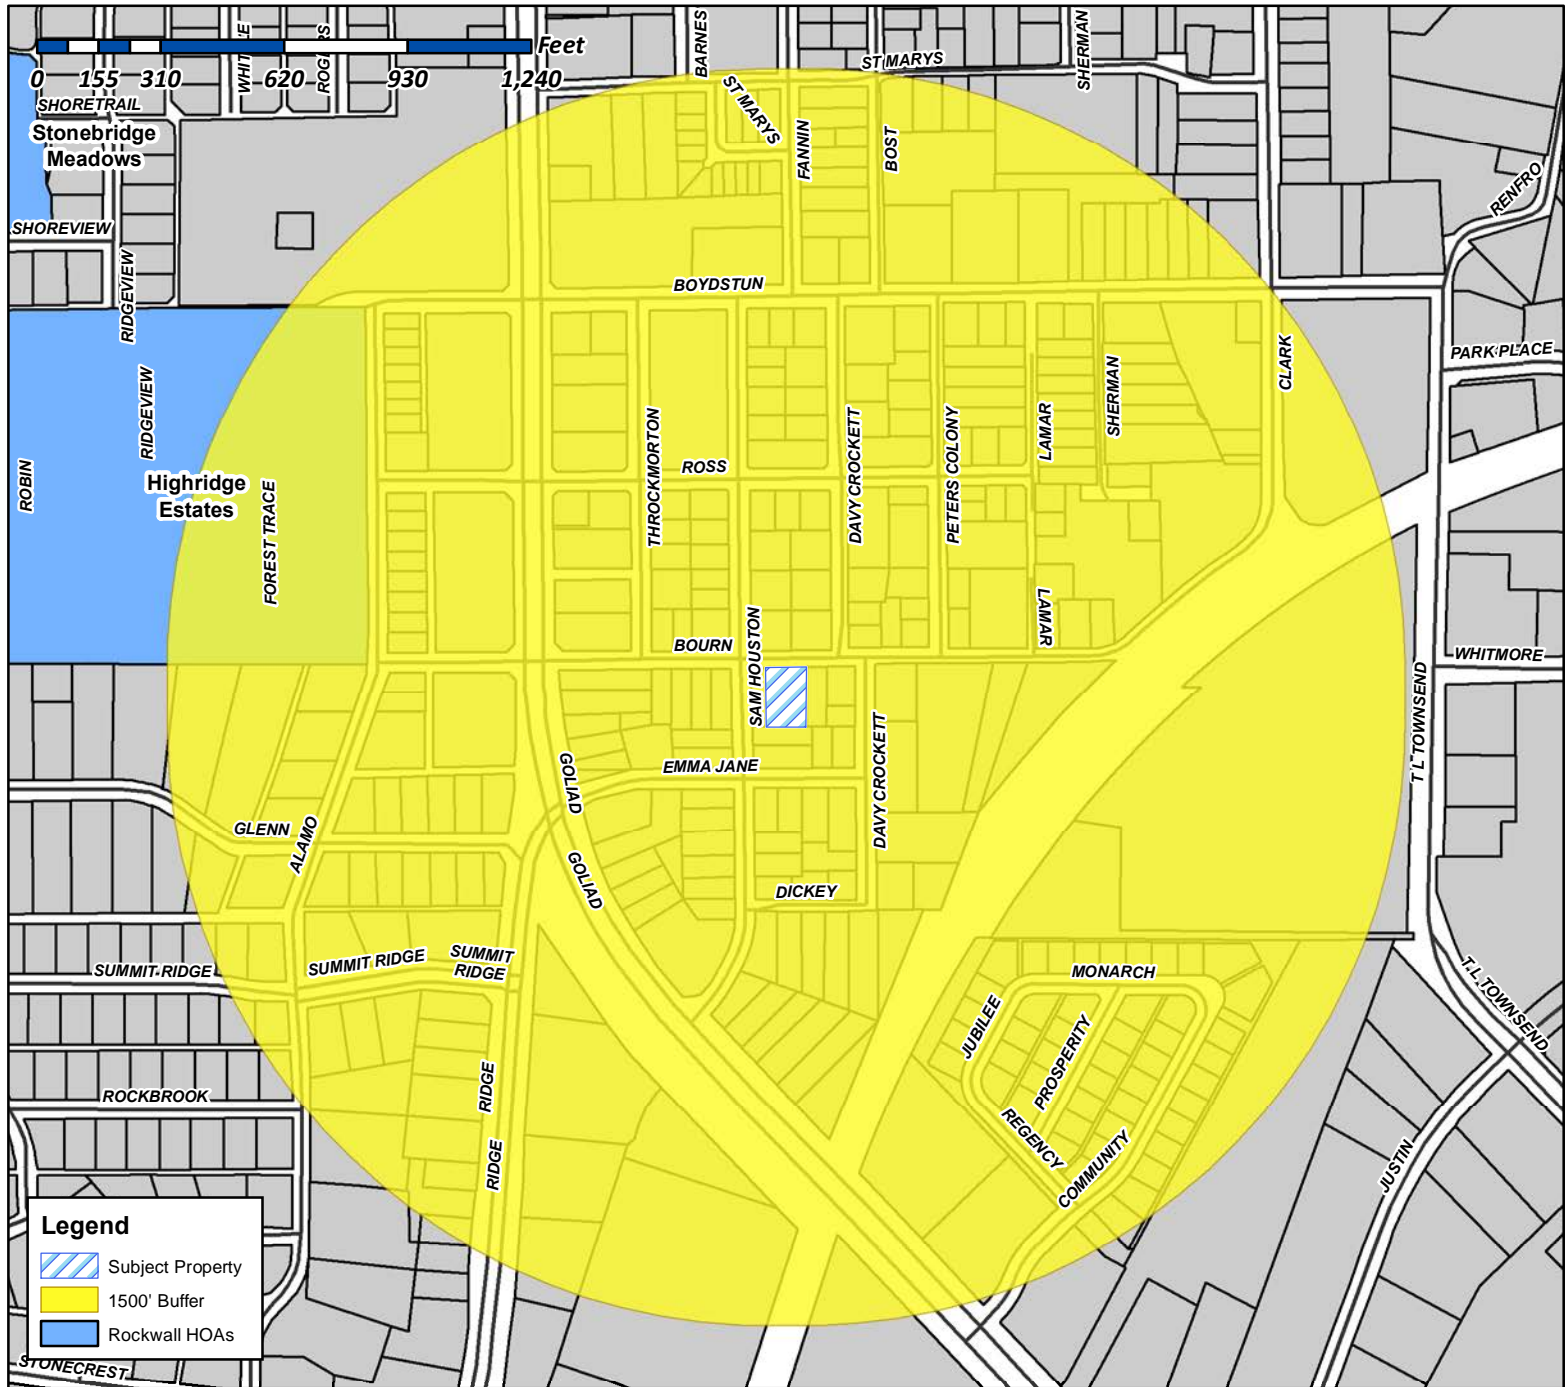 BARNES
SHERMAN
ST MARYS
Feet
0 155 310 620 930 1,240
ROGERS
SHORETRAIL
Stonebridge
Meadows
ST MARYS
FANNIN
BOST
RENFRO
SHOREVIEW
RIDGEVIEW
BOYDSTUN
RIDGEVIEW
CLARK
PARK PLACE
SHERMAN
THROCKMORTON
DAVY CROCKETT
PETERS COLONY
LAMAR
ROBIN
ROSS
Highridge
Estates
FOREST TRACE
LAMAR
SAM HOUSTON
BOURN
WHITMORE
T L TOWNSEND
DAVY CROCKETT
GOLIAD
EMMA JANE
GLENN
ALAMO
GOLIAD
DICKEY
SUMMIT RIDGE
SUMMIT RIDGE
SUMMIT
RIDGE
MONARCH
T.L TOWNSEND
JUBILEE
PROSPERITY
RIDGE
ROCKBROOK
REGENCY
COMMUNITY
JUSTIN
RIDGE
Legend
Subject Property
1500' Buffer
Rockwall HOAs
STONECREST